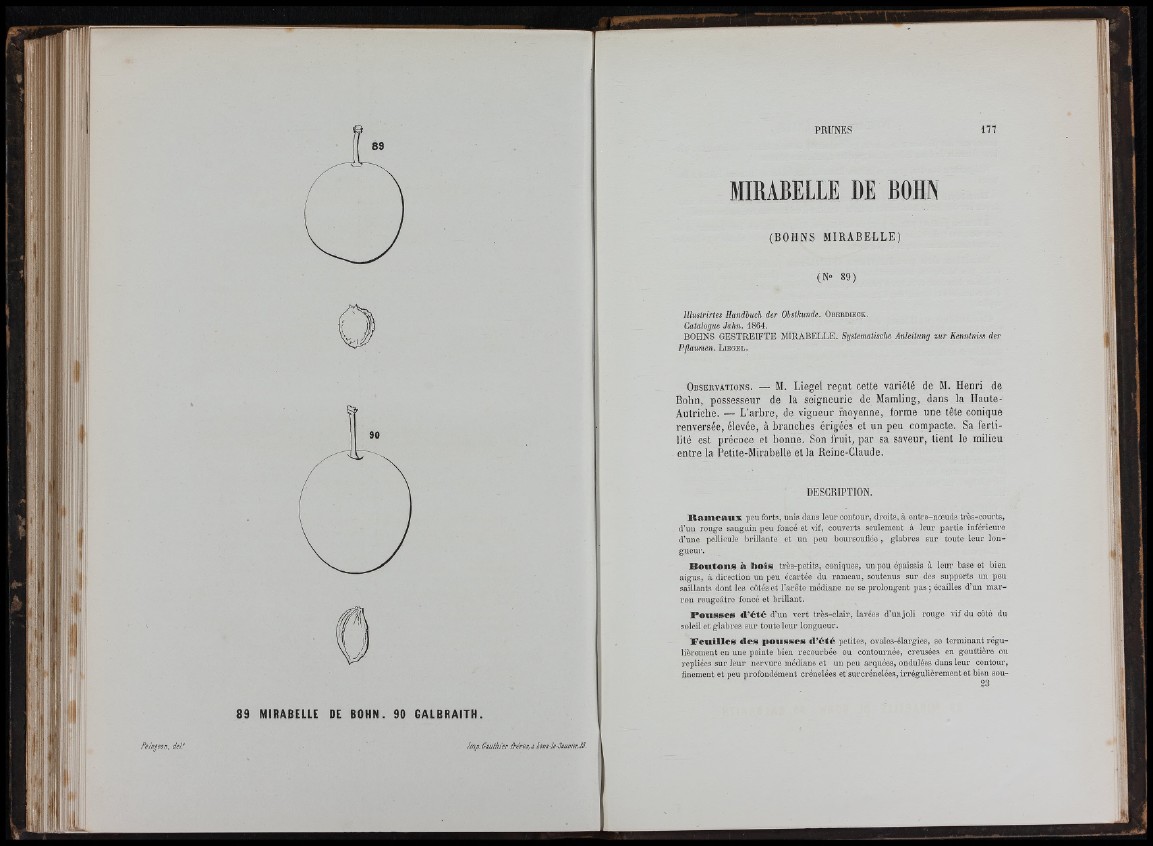 89
90
89 MIRABELLE DE BOHN. 90 GALBRAITH.
Peingeon, del.t
Imp. Gauthier frères, à Lons-le-Saunier.
PRUNES 177
MIRABELLE DE BOHN
(BOHNS MIRABELLE)
(No 89)
Illustrirtes Handbuch der Obstkunde. OBERDIECK.
Catalogue Jahn. 1864.
BOHNS GESTREIFTE MIRABELLE. Systematische Anleitung zur Kenntniss der
Pflaumen. LIEGEL.
OBSERVATIONS. — M. Liegel reçut cette variété de M. Henri de
Bohn, possesseur de la seigneurie de Mamling, dans la Haute-
Autriche. — L'arbre, de vigueur moyenne, forme une tête conique
renversée, élevée, à branches érigées et un peu compacte. Sa ferti-
lité est précoce et bonne. Son fruit, par sa saveur, tient le milieu
entre la Petite-Mirabelle et la Reine-Claude.
DESCRIPTION.
Rameaux peu forts, unis dans leur contour, droits, à entre-nœuds très-courts,
d'un rouge sanguin peu foncé et vif, couverts seulement à leur partie inférieure
d'une pellicule brillante et un peu boursouflée, glabres sur toute leur lon-
gueur.
Boutons à bois très-petits, coniques, un peu épaissis à leur base et bien
aigus, à direction un peu écartée du rameau, soutenus sur des supports un peu
saillants dont les côtés et l'arête médiane ne se prolongent pas; écailles d'un mar-
ron rougeâtre foncé et brillant.
Pousses d'été d'un vert très-clair, lavées d'un joli rouge vif du côté du
soleil et glabres sur toute leur longueur.
Feuilles des pousses d'été petites, ovales-élargies, se terminant régu-
lièrement en une pointe bien recourbée ou contournée, creusées en gouttière ou
repliées sur leur nervure médiane et un peu arquées, ondulées dans leur contour,
finement et peu profondément crénelées et surcrénelées, irrégulièrement et bien sou-
23